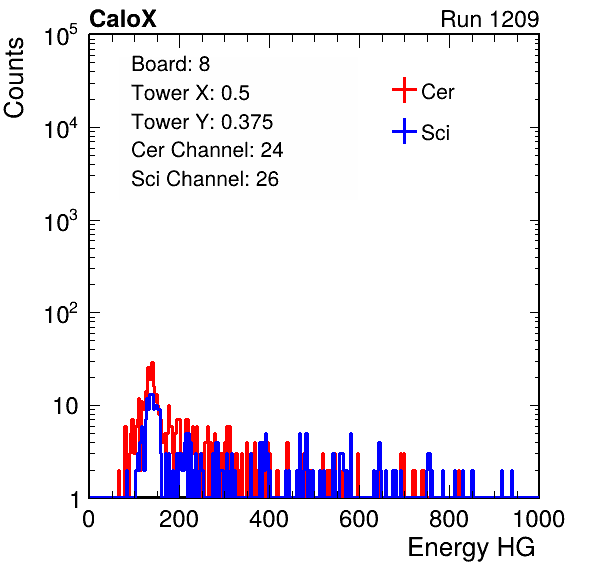 CaloX Run 1209
Counts
Board: 8
Tower X: 0.5
Tower Y: 0.375
Cer Channel: 24
Sci Channel: 26
Cer
Sci
10^5
10^4
10^3
10^2
10
1
0 200 400 600 800 1000
Energy HG